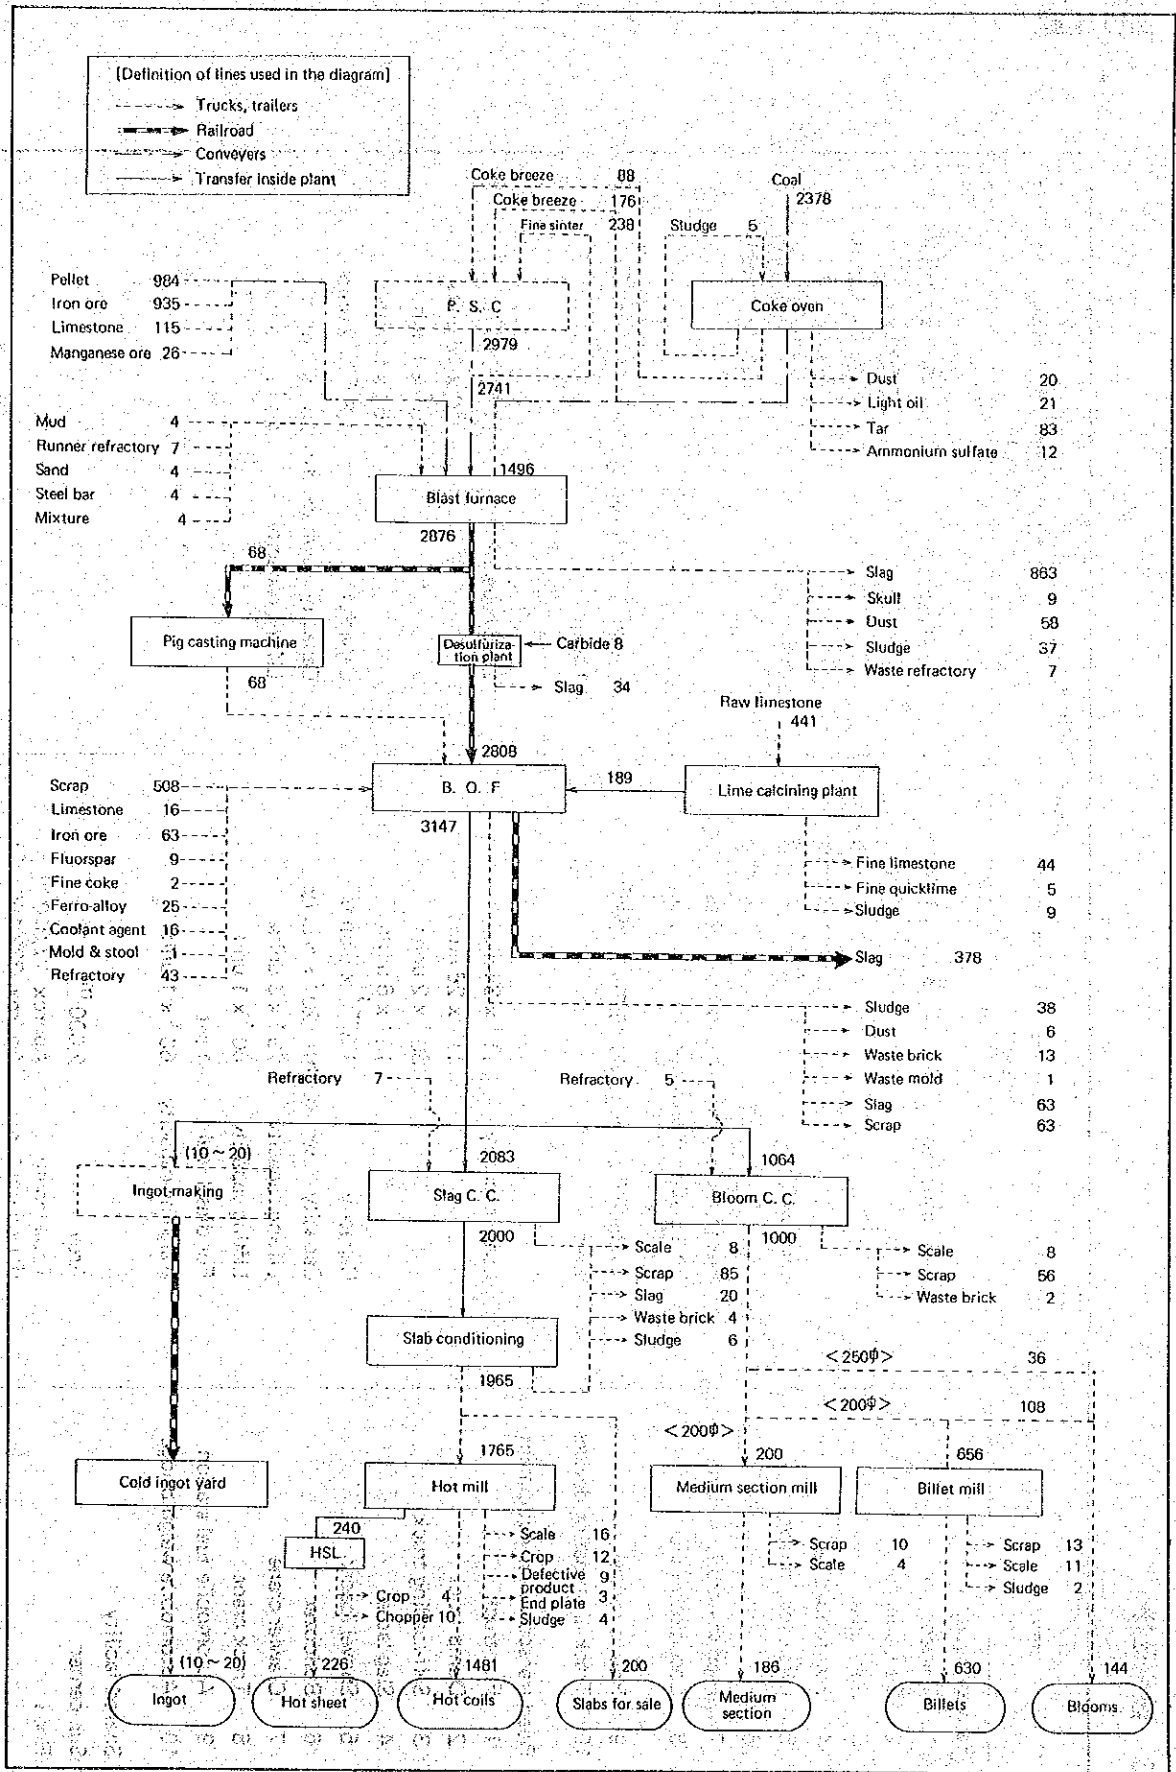 [Definition of lines used in the diagram]
Trucks, trailers
Railroad
Conveyers
Transfer inside plant
Coke breeze 88
Coke breeze 176
Fine sinter 238
Sludge 5
Coal
2378
Pellet 984
Iron ore 935
Limestone 115
Manganese ore 26
P. S. C
2979
2741
Coke oven
Dust 20
Light oil 21
Tar 83
Ammonium sulfate 12
Mud 4
Runner refractory 7
Sand 4
Steel bar 4
Mixture 4
1496
Blast furnace
2876
68
Slag 863
Skull 9
Dust 58
Sludge 37
Waste refractory 7
Pig casting machine
68
Desulfuriza-
tion plant
Carbide 8
Slag 34
Raw limestone
441
2808
B. O. F
3147
189
Lime calcining plant
Scrap 508
Limestone 16
Iron ore 63
Fluorspar 9
Fine coke 2
Ferro-alloy 25
Coolant agent 16
Mold & stool 1
Refractory 43
Fine limestone 44
Fine quicklime 5
Sludge 9
Slag 378
Sludge 38
Dust 6
Waste brick 13
Waste mold 1
Slag 63
Scrap 63
Refractory 7
Refractory 5
(10 ~ 20)
2083
1064
Ingot making
Slag C. C.
Bloom C. C.
2000
1000
Scale 8
Scrap 85
Slag 20
Waste brick 4
Sludge 6
Scale 8
Scrap 56
Waste brick 2
Slab conditioning
1965
<250φ> 36
<200φ> 108
<200φ>
1765
200
656
Cold ingot yard
Hot mill
Medium section mill
Billet mill
240
HSL
Crop 4
Chopper 10
Scale 16
Crop 12
Defective
product 9
End plate 3
Sludge 4
Scrap 10
Scale 4
Scrap 13
Scale 11
Sludge 2
(10 ~ 20)
226
1481
200
186
630
144
Ingot
Hot sheet
Hot coils
Slabs for sale
Medium
section
Billets
Blooms